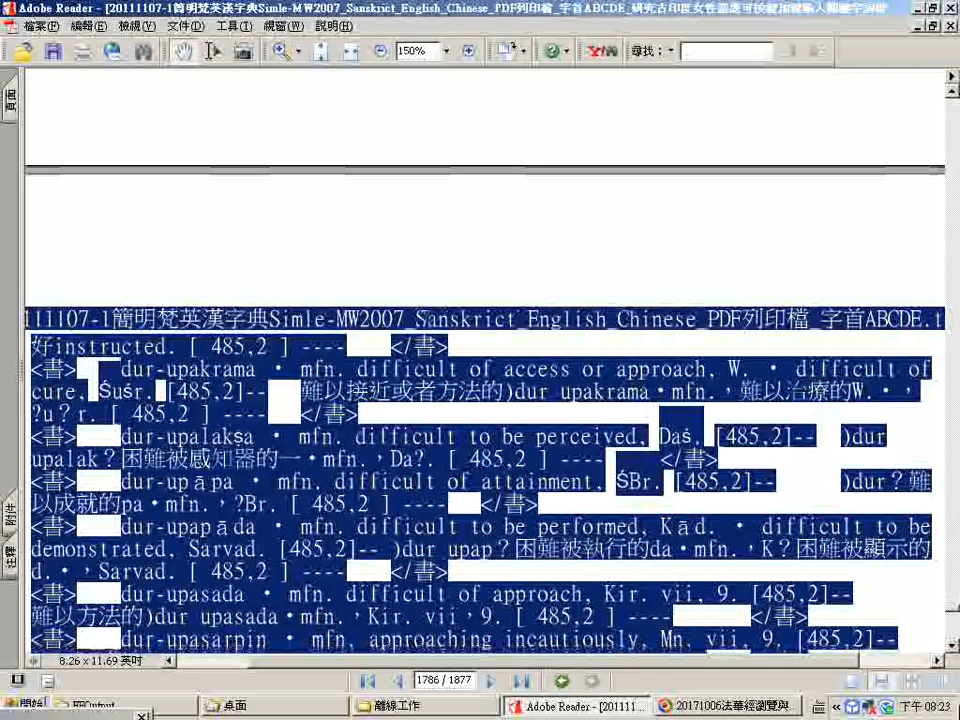 Adobe Reader - [20111107-1簡明梵英漢字典Simle-MW2007_Sanskrict_English_Chinese_PDF列印檔_字首ABCDE_研究古印度女性
檔案(F) 編輯(E) 檢視(V) 文件(D) 工具(T) 視窗(W) 說明(H)
150% 尋找:
頁面
111107-1簡明梵英漢字典Simle-MW2007_Sanskrict_English_Chinese_PDF列印檔_字首ABCDE.t
好instructed. [ 485,2 ] ---- </書>
<書> dur-upakrama • mfn. difficult of access or approach, W. • difficult of
cure, Śuśr. [485,2]-- 難以接近或者方法的)dur upakrama•mfn.,難以治療的W.•,
?u?r. [ 485,2 ] ---- </書>
<書> dur-upalakṣa • mfn. difficult to be perceived, Daś. [485,2]-- )dur
upalak?困難被感知器的一•mfn.,Da?. [ 485,2 ] ---- </書>
<書> dur-upāpa • mfn. difficult of attainment, ŚBr. [485,2]-- )dur?難
以成就的pa•mfn.,?Br. [ 485,2 ] ---- </書>
<書> dur-upapāda • mfn. difficult to be performed, Kād. • difficult to be
demonstrated, Sarvad. [485,2]-- )dur upap?困難被執行的da•mfn.,K?困難被顯示的
d.•,Sarvad. [ 485,2 ] ---- </書>
<書> dur-upasada • mfn. difficult of approach, Kir. vii, 9. [485,2]--
難以方法的)dur upasada•mfn.,Kir. vii,9. [ 485,2 ] ---- </書>
<書> dur-upasarpin • mfn. approaching incautiously, Mn. vii, 9. [485,2]--
附件
注釋
8.26 x 11.69 英吋
1786 / 1877
開始 FFOutput 桌面 離線工作 Adobe Reader - [201111... 20171006法華經瀏覽與... 下午 08:23